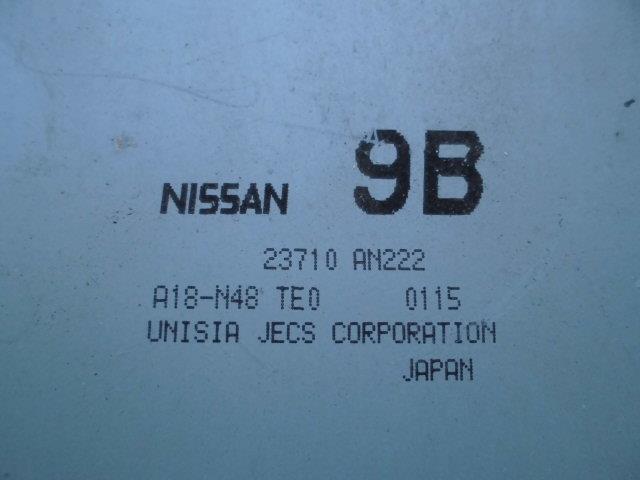 NISSAN 9B
23710 AN222
A18-N48 TE0 0115
UNISIA JECS CORPORATION
JAPAN